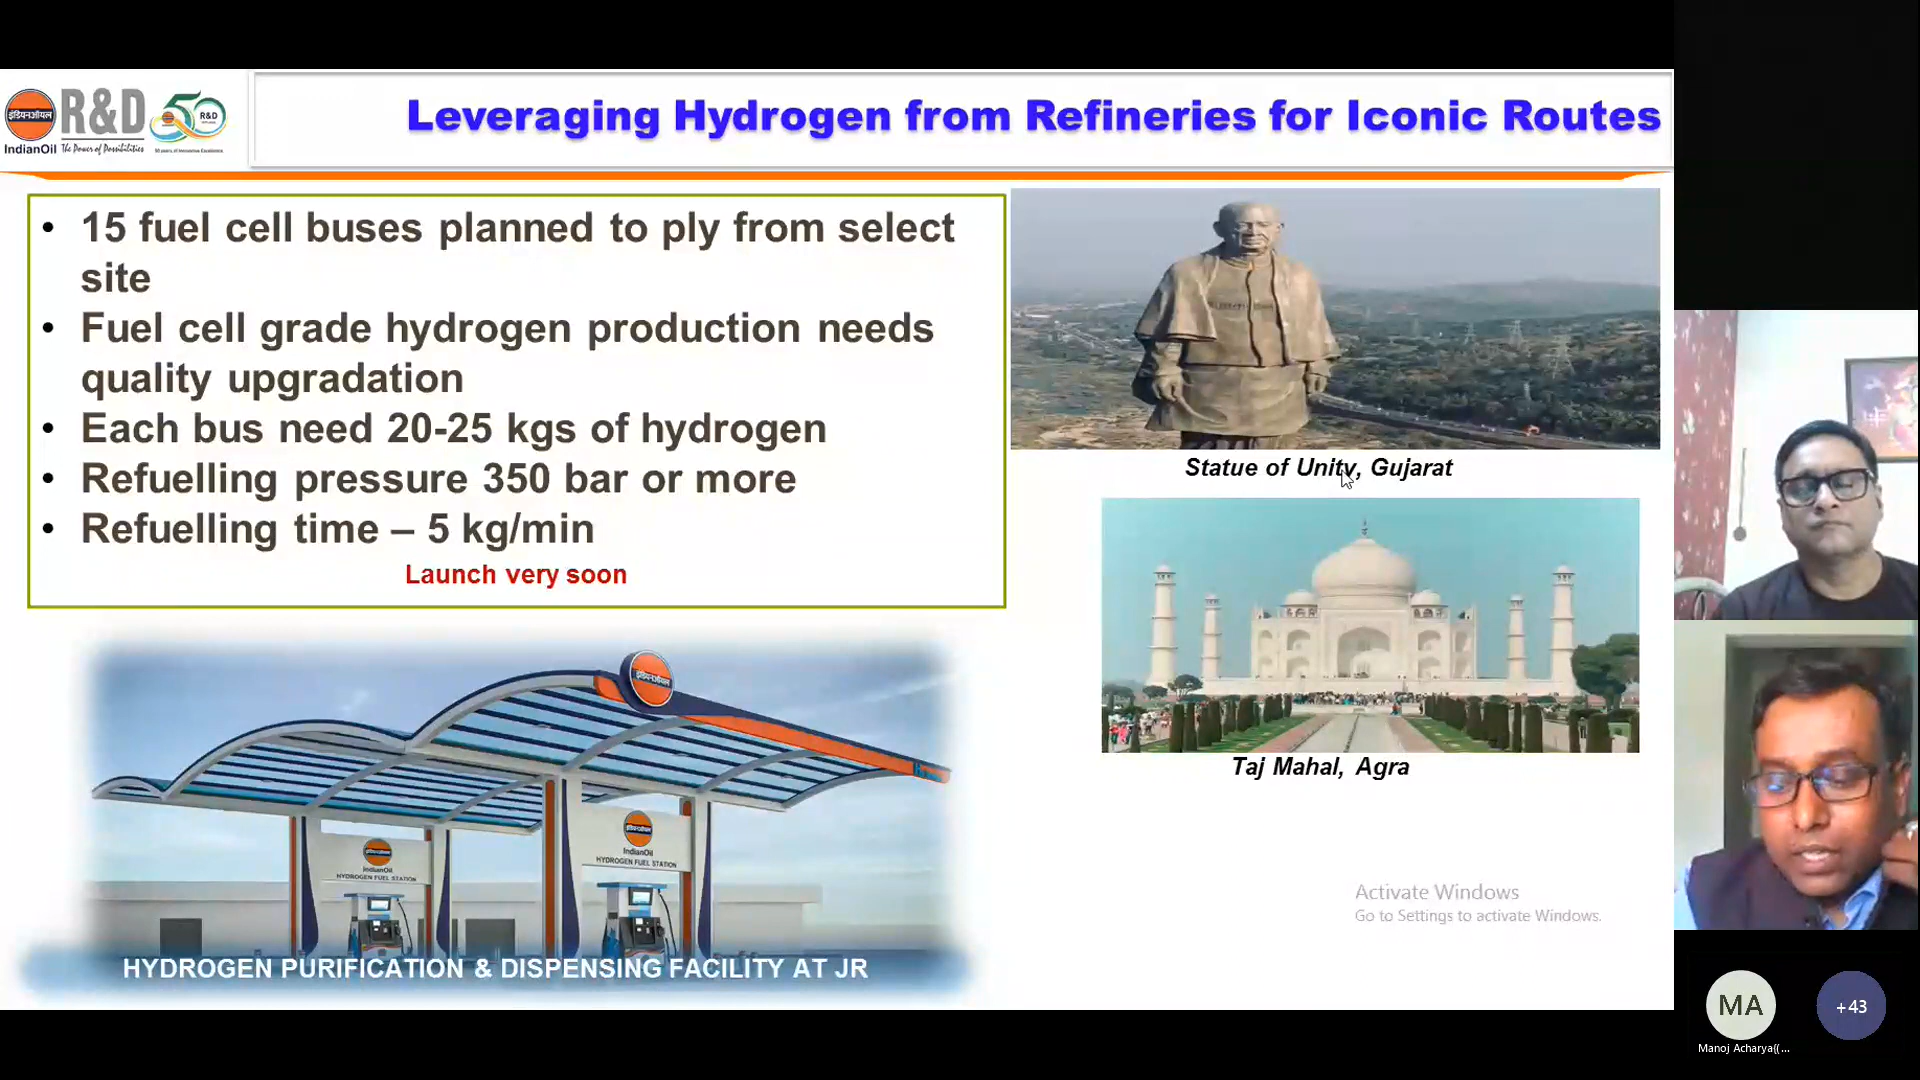 इंडियनऑयल
IndianOil
R&D
The Power of Possibilities
50
R&D
Leveraging Hydrogen from Refineries for Iconic Routes
• 15 fuel cell buses planned to ply from select
site
• Fuel cell grade hydrogen production needs
quality upgradation
• Each bus need 20-25 kgs of hydrogen
• Refuelling pressure 350 bar or more
• Refuelling time – 5 kg/min
Launch very soon
Statue of Unity, Gujarat
Taj Mahal, Agra
इंडियनऑयल
IndianOil
HYDROGEN FUEL STATION
IndianOil
HYDROGEN FUEL STATION
HYDROGEN PURIFICATION & DISPENSING FACILITY AT JR
Activate Windows
Go to Settings to activate Windows.
MA
+43
Manoj Acharya((...